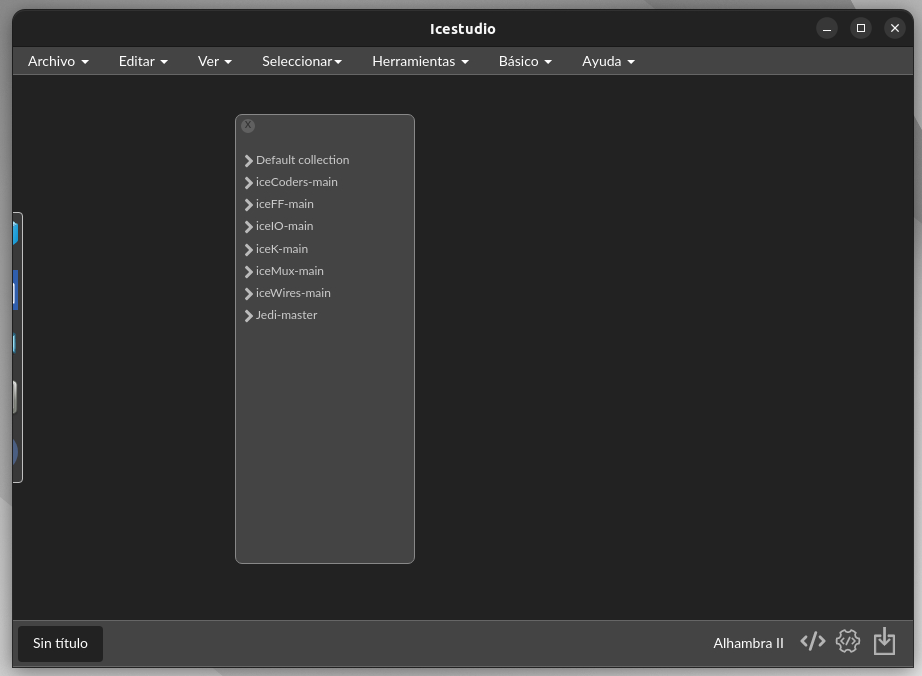 Icestudio
Archivo Editar Ver Seleccionar Herramientas Básico Ayuda
Default collection
iceCoders-main
iceFF-main
iceIO-main
iceK-main
iceMux-main
iceWires-main
Jedi-master
Sin título Alhambra II